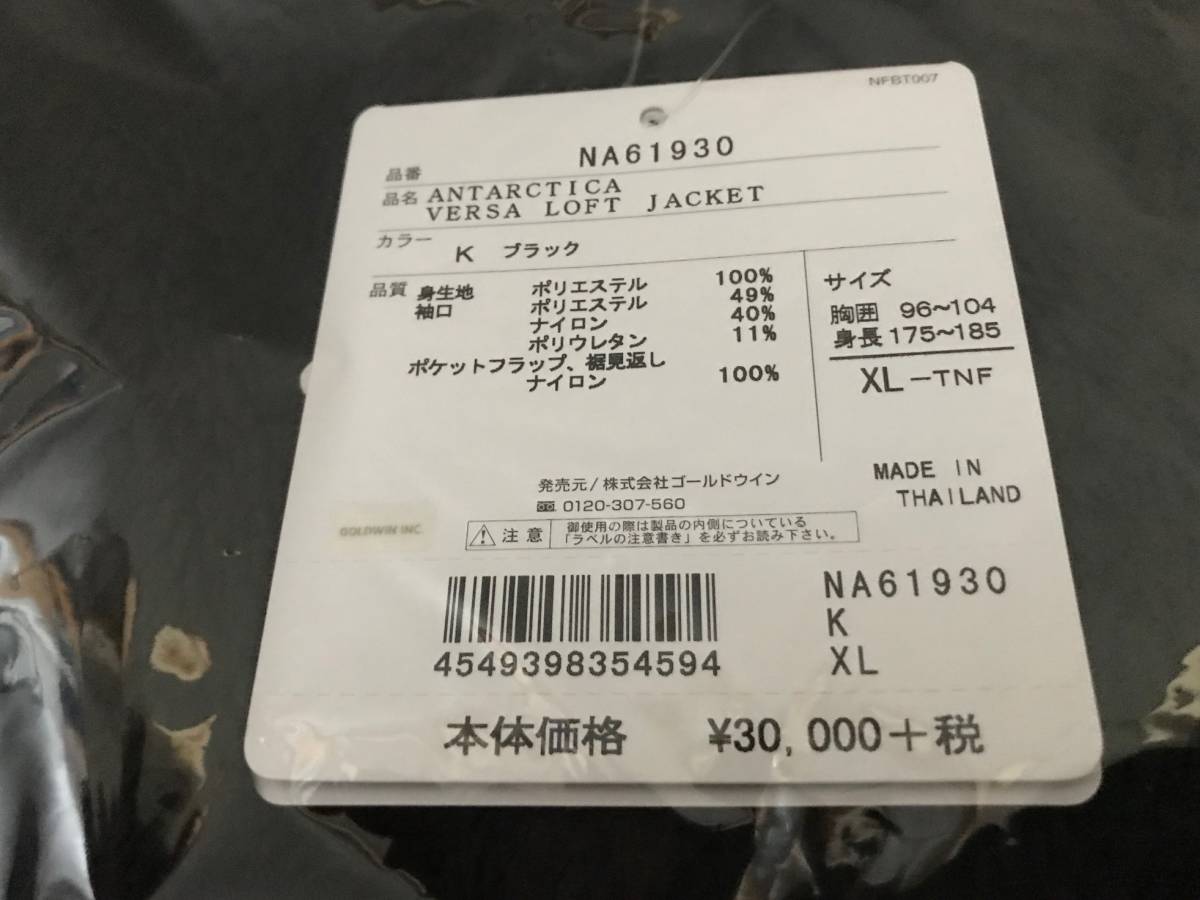 NFBT007
品番 NA61930
品名 ANTARCTICA
VERSA LOFT JACKET
カラー K ブラック
品質 身生地 ポリエステル 100%
袖口 ポリエステル 49%
ナイロン 40%
ポリウレタン 11%
ポケットフラップ、裾見返し
ナイロン 100%
サイズ
胸囲 96~104
身長 175~185
XL-TNF
MADE IN
THAILAND
発売元/株式会社ゴールドウイン
0120-307-560
GOLDWIN INC.
注意 御使用の際は製品の内側についている
「ラベルの注意書き」を必ずお読み下さい。
4549398354594
NA61930
K
XL
本体価格 ¥30,000+税